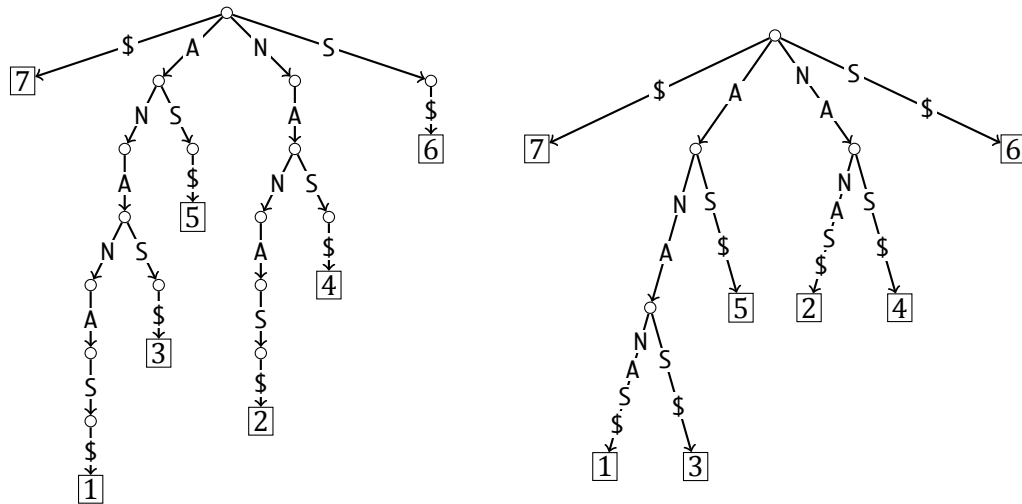 $ A N S
7
N S A $
6
A $ N S
5
N S A $
4
A $ S
3
S $
2
$
1
N S
$ A
A $
7 6
N
N S A S
A $ S $
$
5 2 4
N S
A
S $
$
1 3